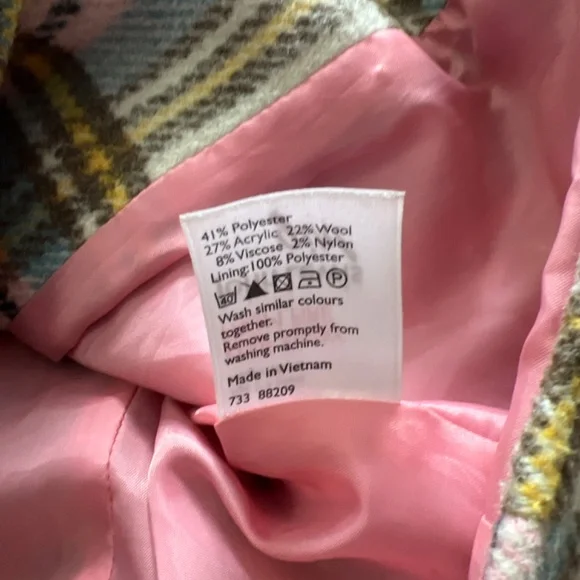 41% Polyester
27% Acrylic 22% Wool
8% Viscose 2% Nylon
Lining:100% Polyester
40 P
Wash similar colours
together.
Remove promptly from
washing machine.
Made in Vietnam
733 88209